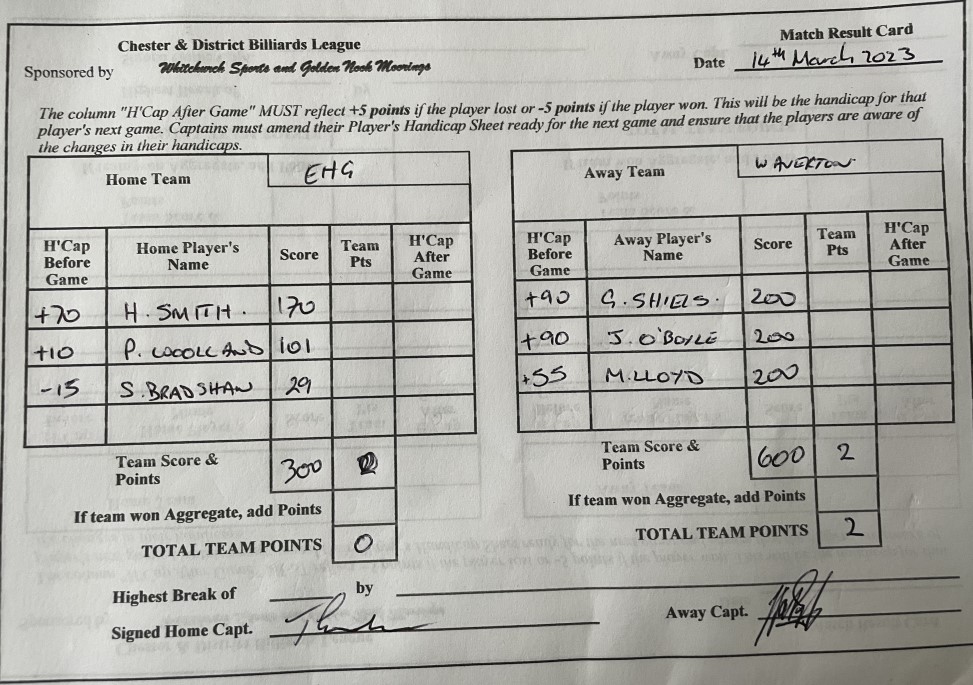 Chester & District Billiards League
Match Result Card
Sponsored by Whitchurch Sports and Golden Nook Moorings
Date 14th March 2023
The column "H'Cap After Game" MUST reflect +5 points if the player lost or -5 points if the player won. This will be the handicap for that
player's next game. Captains must amend their Player's Handicap Sheet ready for the next game and ensure that the players are aware of
the changes in their handicaps.
Home Team EHG
H'Cap Before Game Home Player's Name Score Team Pts H'Cap After Game
+70 H. SMITH. 170
+10 P. WOOLLAND 101
-15 S. BRADSHAW 29
Team Score & Points 300
If team won Aggregate, add Points
TOTAL TEAM POINTS 0
Away Team WAVERTON
H'Cap Before Game Away Player's Name Score Team Pts H'Cap After Game
+90 G. SHIELS. 200
+90 J. O'BOYLE 200
+55 M. LLOYD 200
Team Score & Points 600 2
If team won Aggregate, add Points
TOTAL TEAM POINTS 2
Highest Break of by
Signed Home Capt.
Away Capt.